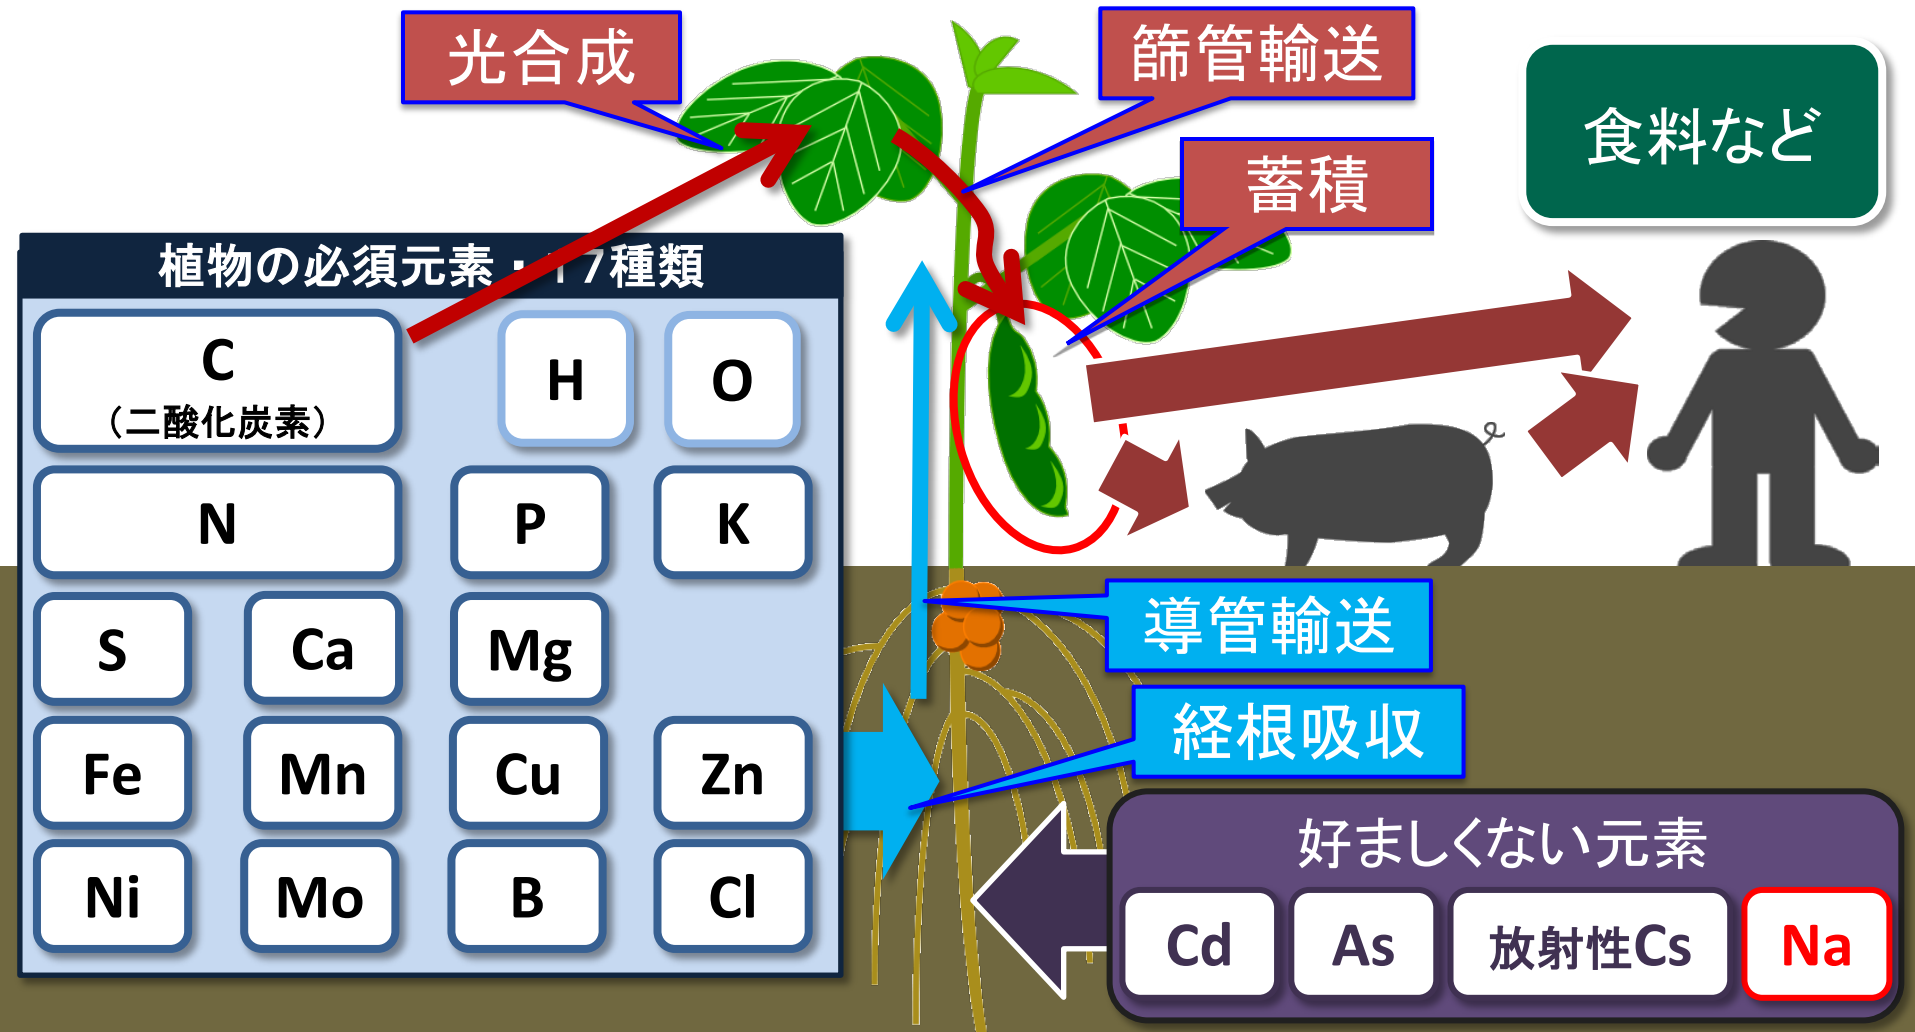 光合成
篩管輸送
食料など
蓄積
植物の必須元素・17種類
C
（二酸化炭素）
H
O
N
P
K
S
Ca
Mg
導管輸送
経根吸収
Fe
Mn
Cu
Zn
好ましくない元素
Ni
Mo
B
Cl
Cd
As
放射性Cs
Na